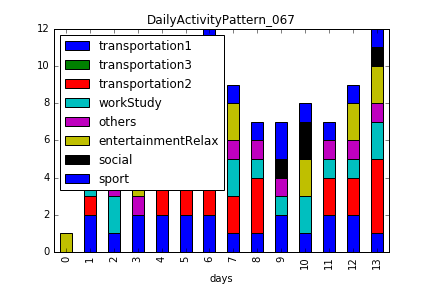 DailyActivityPattern_067
12
10
8
6
4
2
0
transportation1
transportation3
transportation2
workStudy
others
entertainmentRelax
social
sport
0 1 2 3 4 5 6 7 8 9 10 11 12 13
days